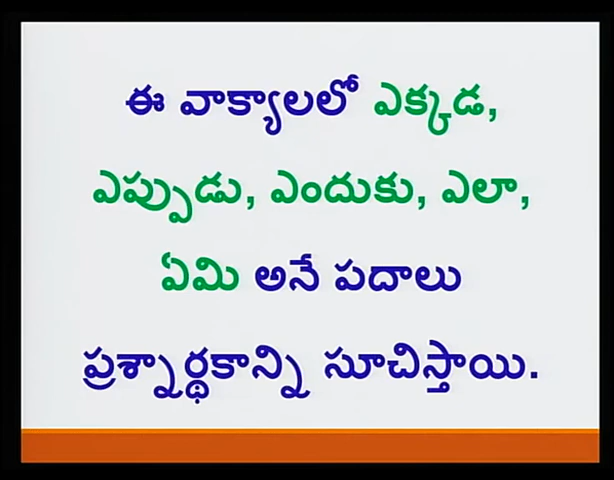 ఈ వాక్యాలలో ఎక్కడ,
ఎప్పుడు, ఎందుకు, ఎలా,
ఏమి అనే పదాలు
ప్రశ్నార్థకాన్ని సూచిస్తాయి.